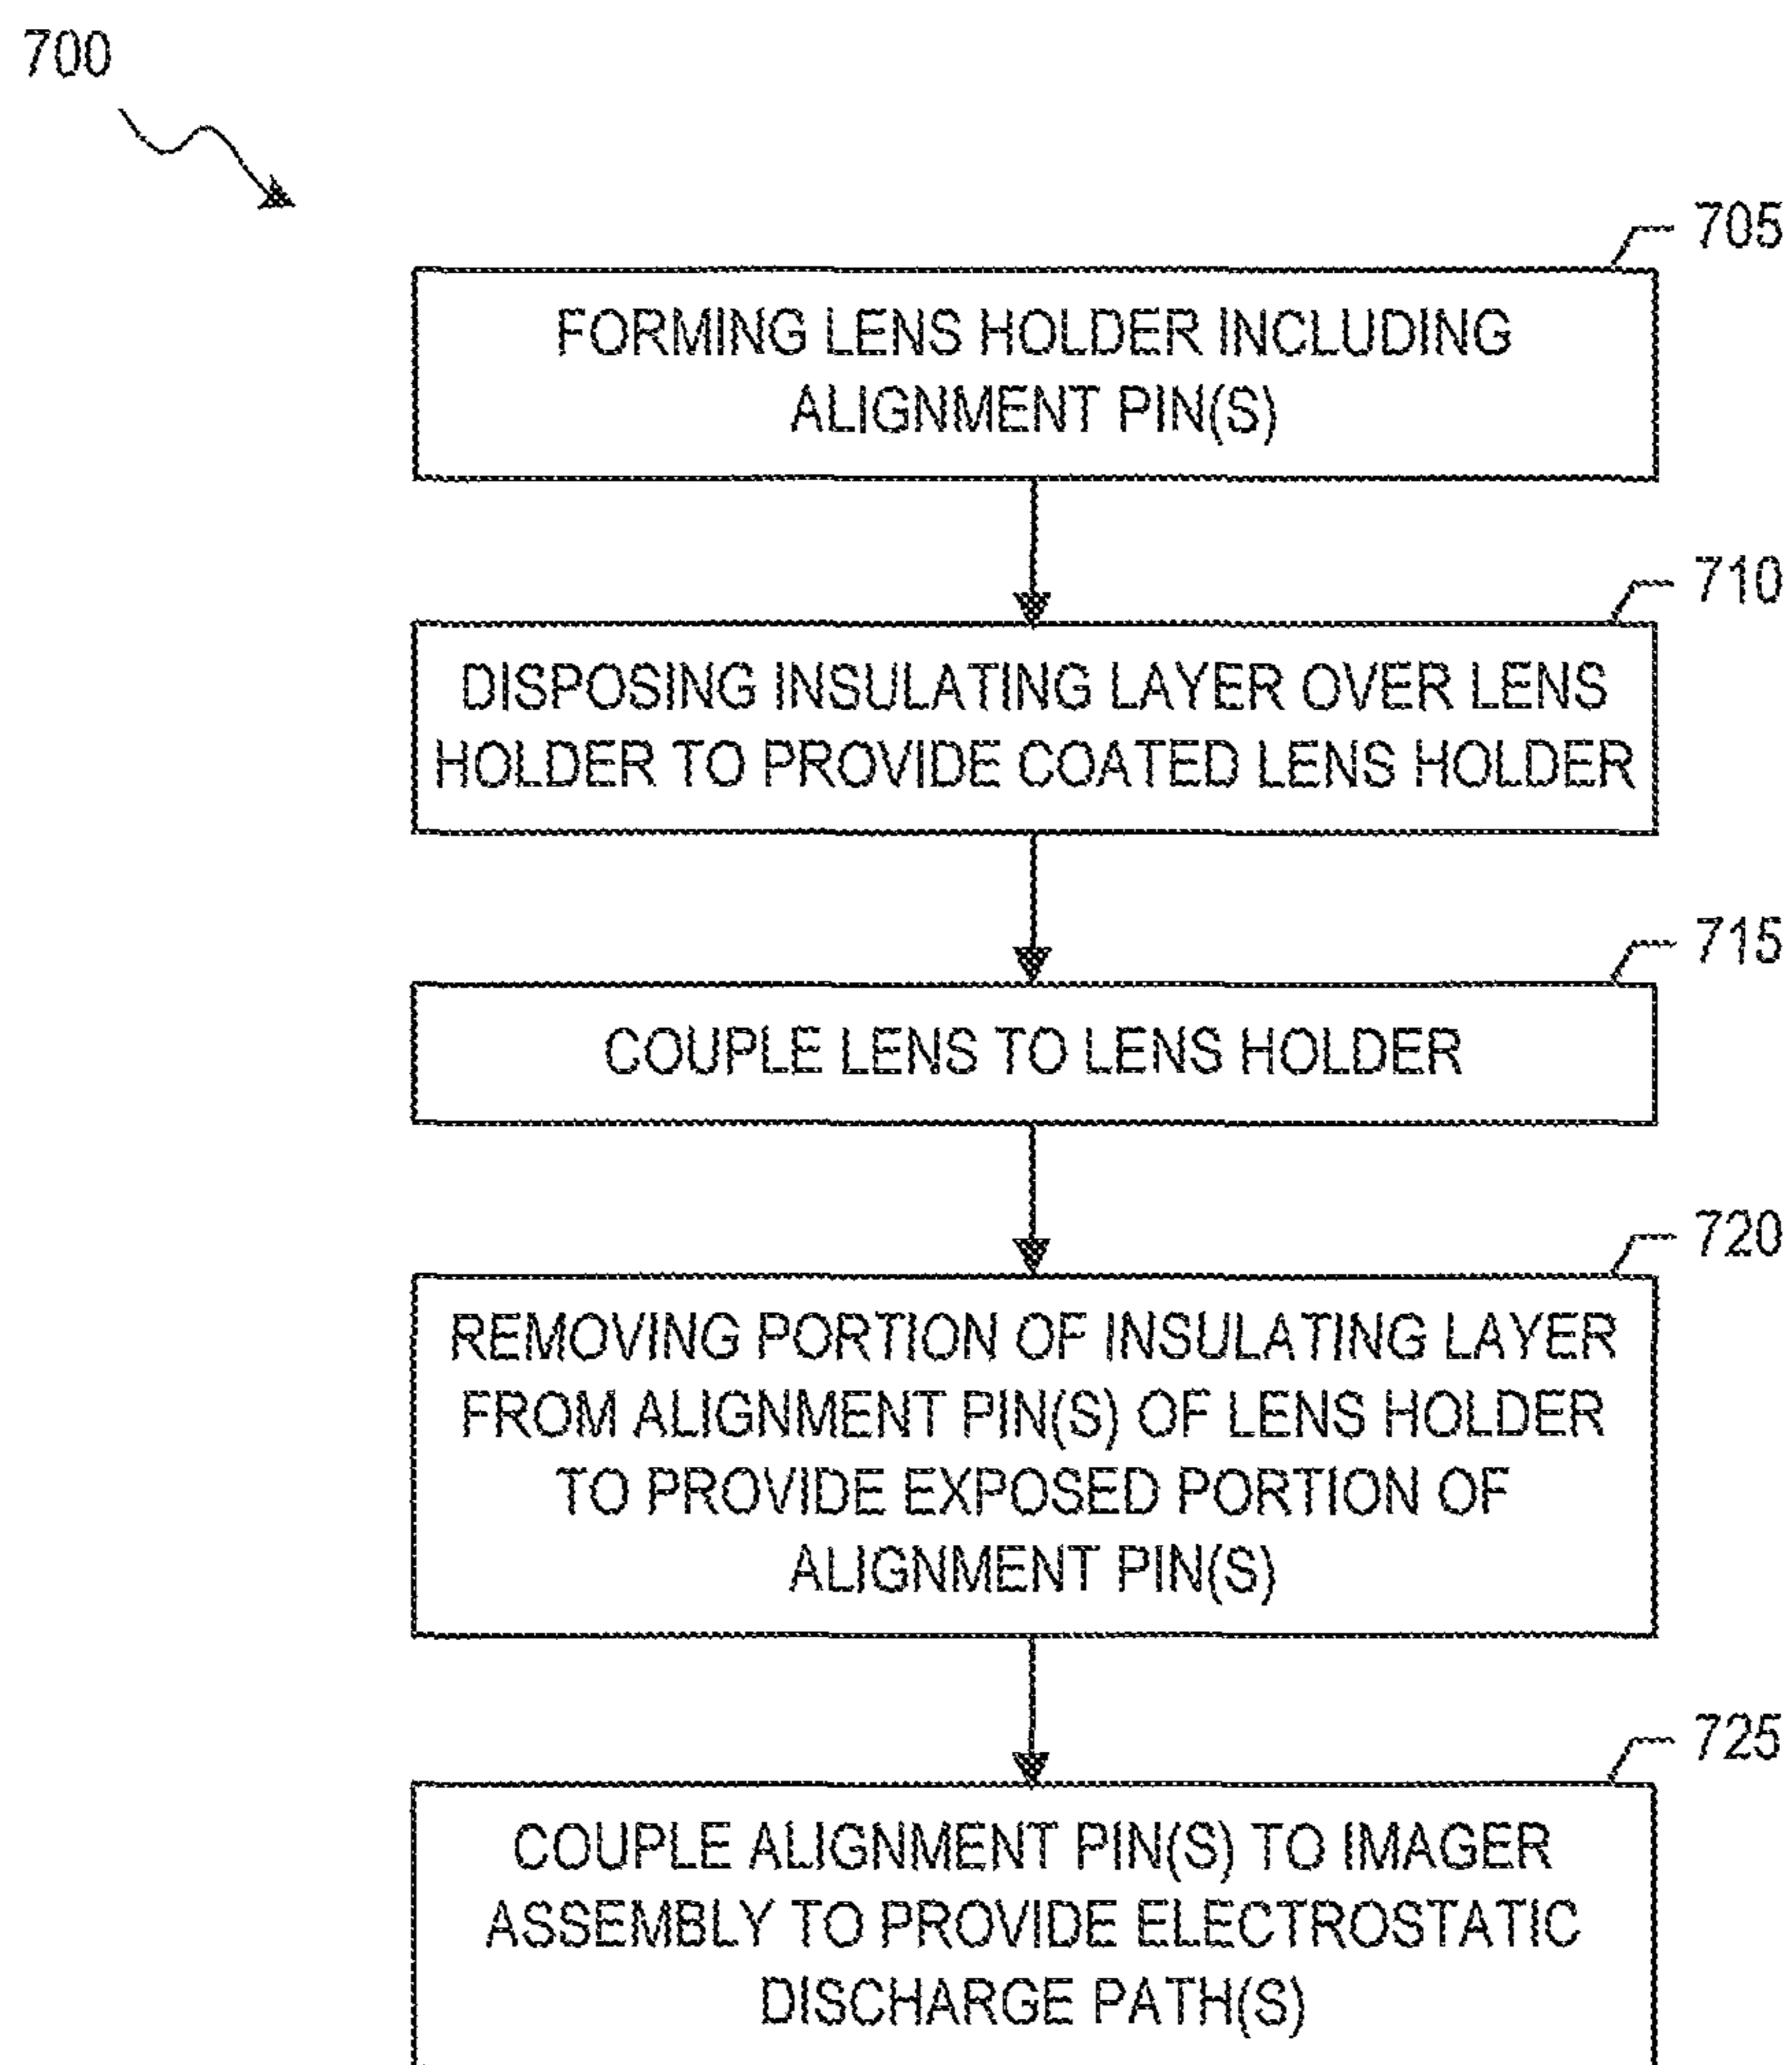 700
705
FORMING LENS HOLDER INCLUDING
ALIGNMENT PIN(S)
710
DISPOSING INSULATING LAYER OVER LENS
HOLDER TO PROVIDE COATED LENS HOLDER
715
COUPLE LENS TO LENS HOLDER
720
REMOVING PORTION OF INSULATING LAYER
FROM ALIGNMENT PIN(S) OF LENS HOLDER
TO PROVIDE EXPOSED PORTION OF
ALIGNMENT PIN(S)
725
COUPLE ALIGNMENT PIN(S) TO IMAGER
ASSEMBLY TO PROVIDE ELECTROSTATIC
DISCHARGE PATH(S)